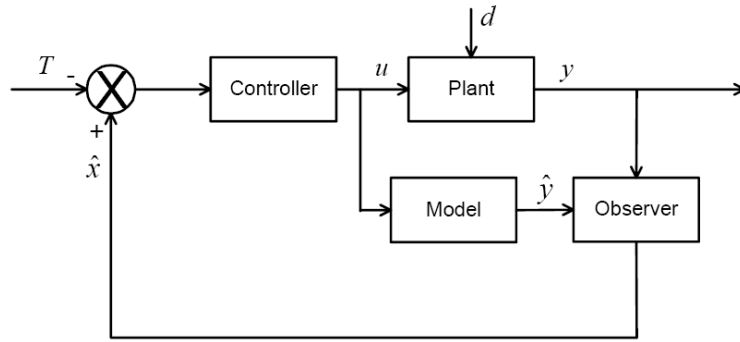 d
T
-
Controller
u
Plant
y
+
x̂
Model
ŷ
Observer